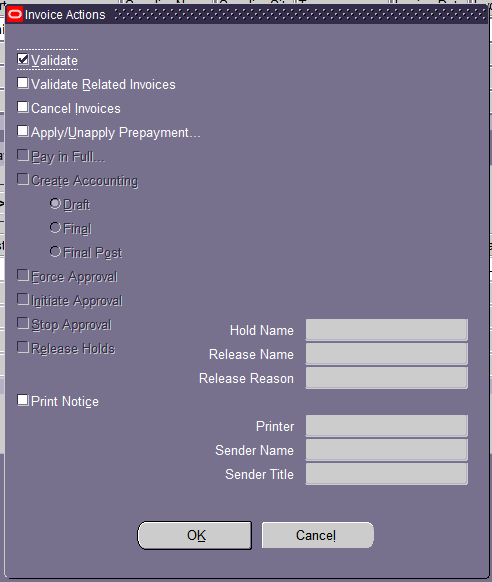 Invoice Actions
Validate
Validate Related Invoices
Cancel Invoices
Apply/Unapply Prepayment...
Pay in Full...
Create Accounting
Draft
Final
Final Post
Force Approval
Initiate Approval
Stop Approval
Hold Name
Release Name
Release Holds
Release Reason
Print Notice
Printer
Sender Name
Sender Title
OK
Cancel